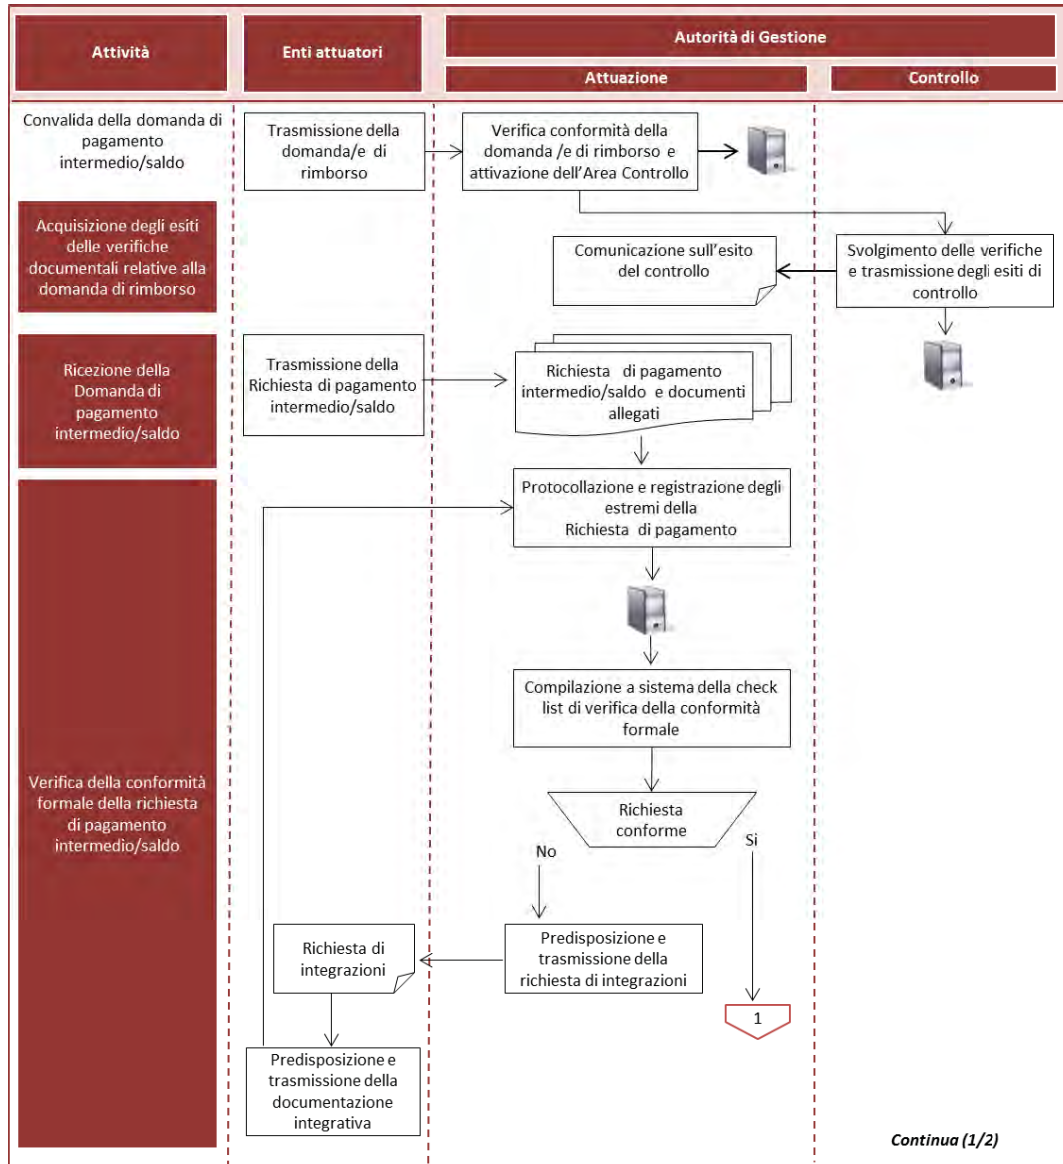 Attività
Enti attuatori
Autorità di Gestione
Attuazione
Controllo
Convalida della domanda di
pagamento
intermedio/saldo
Trasmissione della
domanda/e di
rimborso
Verifica conformità della
domanda /e di rimborso e
attivazione dell'Area Controllo
Acquisizione degli esiti
delle verifiche
documentali relative alla
domanda di rimborso
Comunicazione sull'esito
del controllo
Svolgimento delle verifiche
e trasmissione degli esiti di
controllo
Ricezione della
Domanda di
pagamento
intermedio/saldo
Trasmissione della
Richiesta di pagamento
intermedio/saldo
Richiesta di pagamento
intermedio/saldo e documenti
allegati
Protocollazione e registrazione degli
estremi della
Richiesta di pagamento
Compilazione a sistema della check
list di verifica della conformità
formale
Verifica della conformità
formale della richiesta
di pagamento
intermedio/saldo
Richiesta
conforme
No
Si
Richiesta di
integrazioni
Predisposizione e
trasmissione della
richiesta di integrazioni
1
Predisposizione e
trasmissione della
documentazione
integrativa
Continua (1/2)